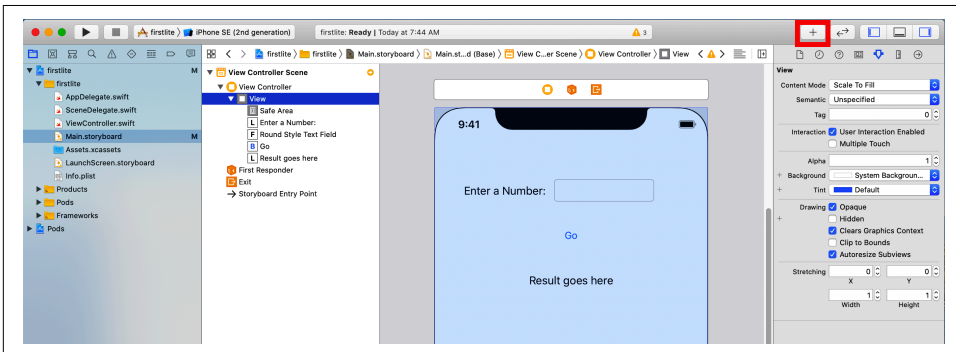 firstlite ⟩ iPhone SE (2nd generation)
firstlite: Ready | Today at 7:44 AM
3
firstlite ⟩ firstlite ⟩ Main.storyboard ⟩ Main.st...d (Base) ⟩ View C...er Scene ⟩ View Controller ⟩ View
firstlite M
firstlite
AppDelegate.swift
SceneDelegate.swift
ViewController.swift
Main.storyboard M
Assets.xcassets
LaunchScreen.storyboard
Info.plist
Products
Pods
Frameworks
Pods
View Controller Scene
View Controller
View
Safe Area
L Enter a Number:
F Round Style Text Field
B Go
L Result goes here
First Responder
Exit
Storyboard Entry Point
9:41
Enter a Number:
Go
Result goes here
View
Content Mode Scale To Fill
Semantic Unspecified
Tag 0
Interaction User Interaction Enabled
Multiple Touch
Alpha 1
+ Background System Backgroun...
+ Tint Default
Drawing Opaque
+ Hidden
Clears Graphics Context
Clip to Bounds
Autoresize Subviews
Stretching 0 0
X Y
1 1
Width Height